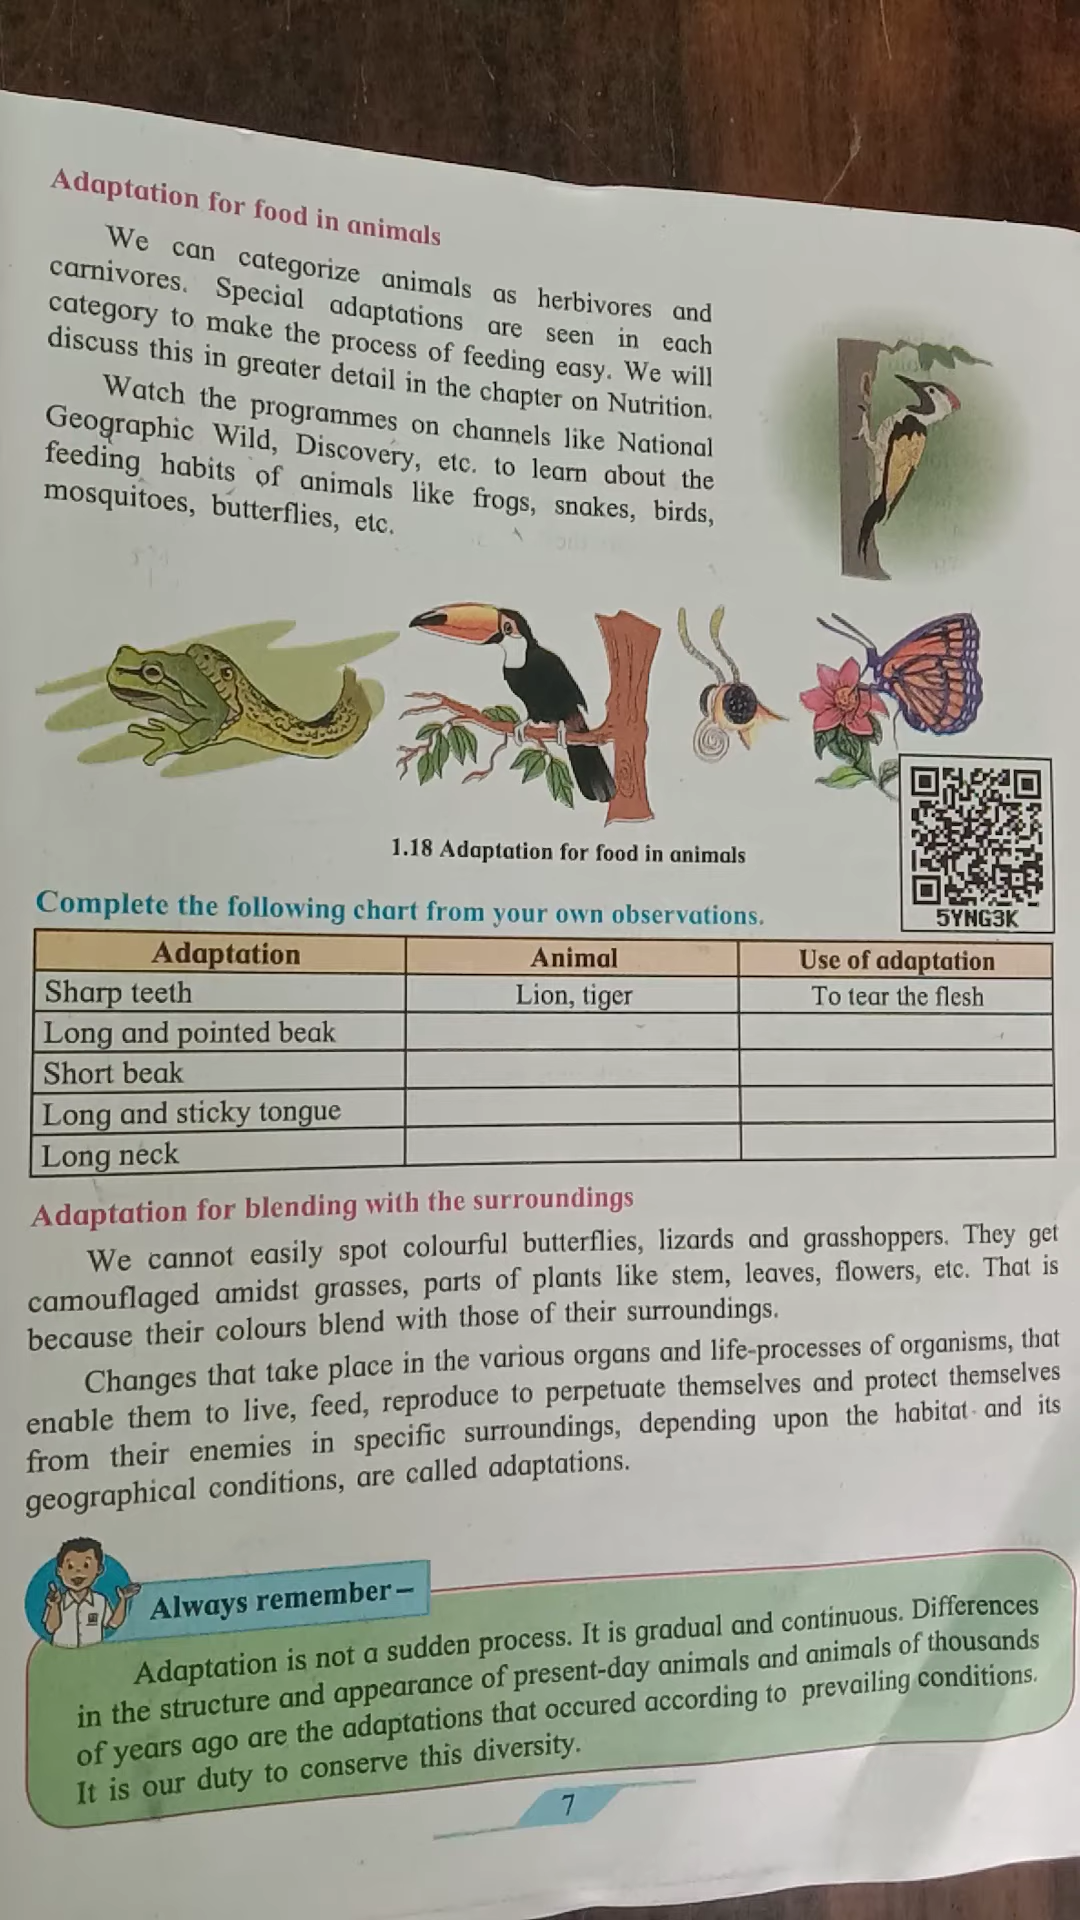 Adaptation for food in animals
We can categorize animals as herbivores and
carnivores. Special adaptations are seen in each
category to make the process of feeding easy. We will
discuss this in greater detail in the chapter on Nutrition.
Watch the programmes on channels like National
Geographic Wild, Discovery, etc. to learn about the
feeding habits of animals like frogs, snakes, birds,
mosquitoes, butterflies, etc.
1.18 Adaptation for food in animals
5YNG3K
Complete the following chart from your own observations.
Adaptation Animal Use of adaptation
Sharp teeth Lion, tiger To tear the flesh
Long and pointed beak
Short beak
Long and sticky tongue
Long neck
Adaptation for blending with the surroundings
We cannot easily spot colourful butterflies, lizards and grasshoppers. They get
camouflaged amidst grasses, parts of plants like stem, leaves, flowers, etc. That is
because their colours blend with those of their surroundings.
Changes that take place in the various organs and life-processes of organisms, that
enable them to live, feed, reproduce to perpetuate themselves and protect themselves
from their enemies in specific surroundings, depending upon the habitat and its
geographical conditions, are called adaptations.
Always remember –
Adaptation is not a sudden process. It is gradual and continuous. Differences
in the structure and appearance of present-day animals and animals of thousands
of years ago are the adaptations that occured according to prevailing conditions.
It is our duty to conserve this diversity.
7